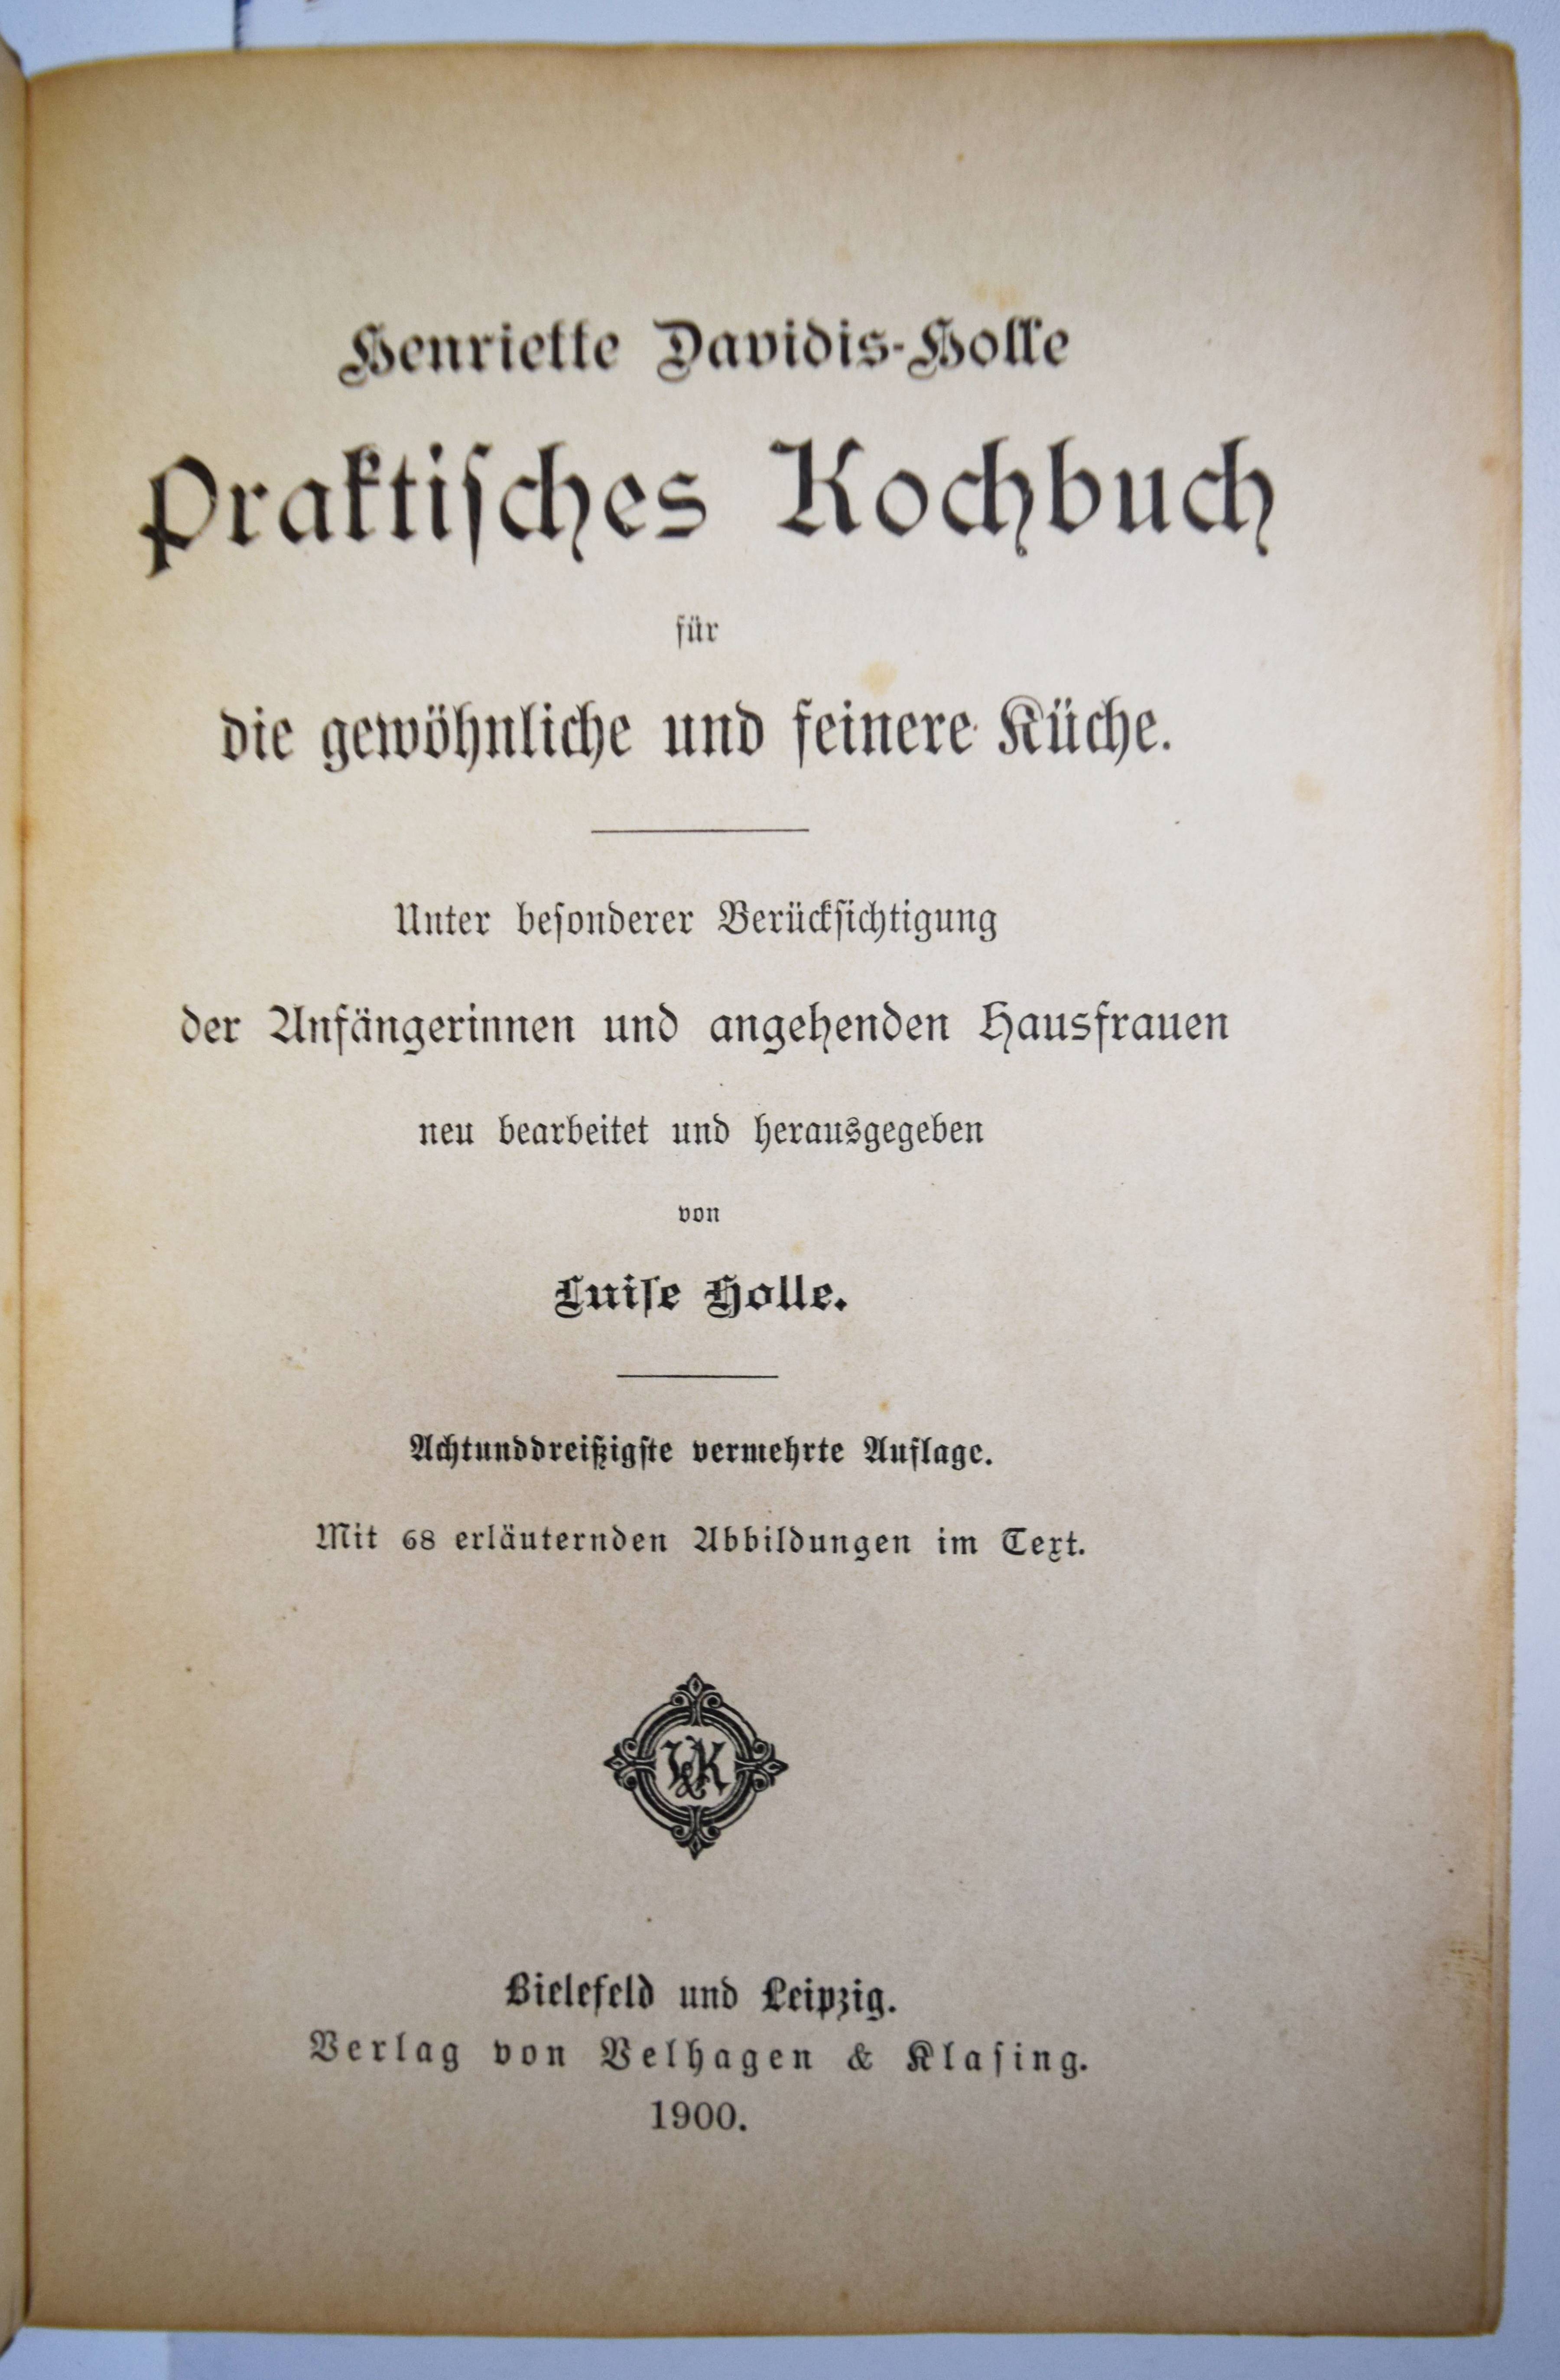 Henriette Davidis-Holle
Praktisches Kochbuch
für
die gewöhnliche und feinere Küche.
Unter besonderer Berücksichtigung
der Anfängerinnen und angehenden Hausfrauen
neu bearbeitet und herausgegeben
von
Luise Holle.
Achtunddreißigste vermehrte Auflage.
Mit 68 erläuternden Abbildungen im Text.
V&K
Bielefeld und Leipzig.
Verlag von Velhagen & Klasing.
1900.